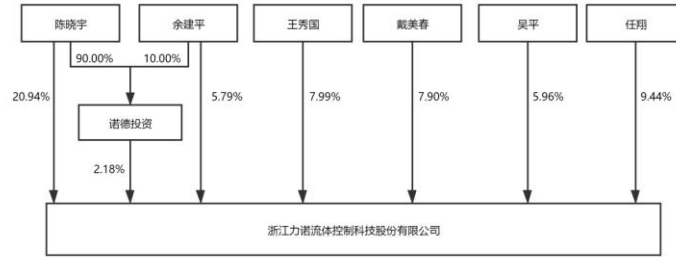 陈晓宇
余建平
王秀国
戴美春
吴平
任翔
90.00%
10.00%
20.94%
5.79%
7.99%
7.90%
5.96%
9.44%
诺德投资
2.18%
浙江力诺流体控制科技股份有限公司